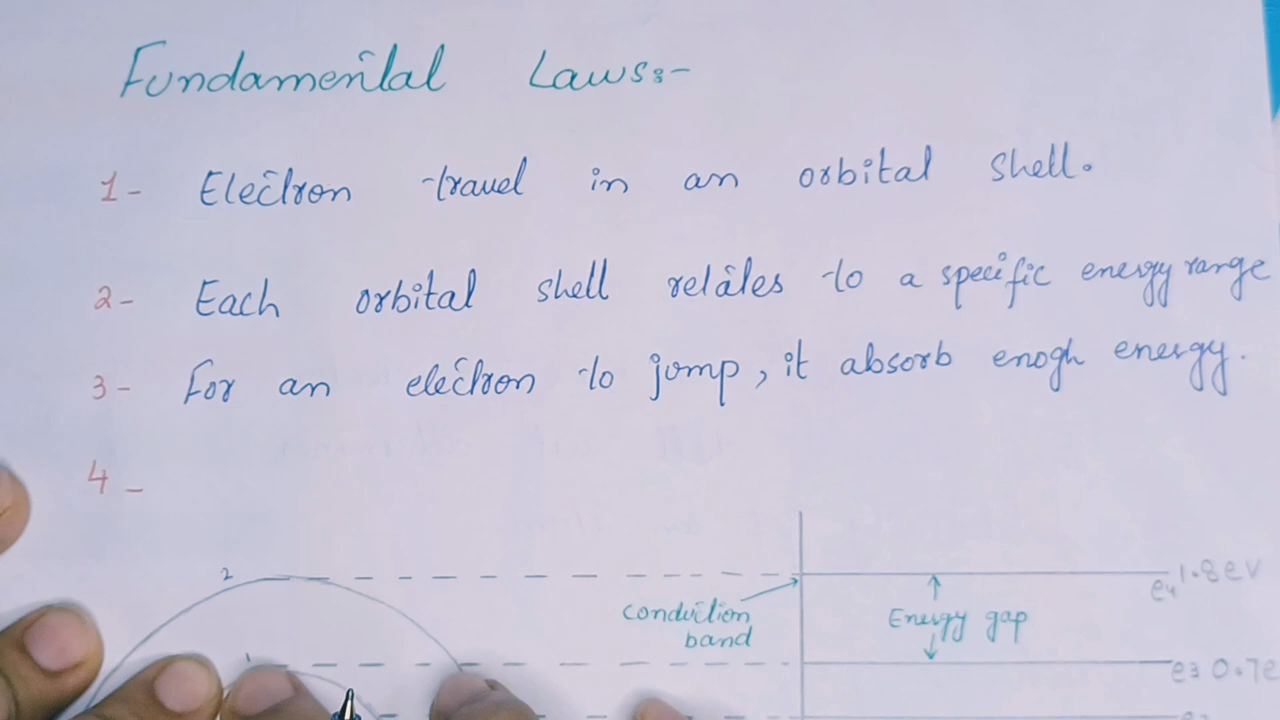 Fundamental Laws:-
1- Electron travel in an orbital shell.
2- Each orbital shell relates to a specific energy range
3- For an electron to jomp, it absorb enogh energy.
4-
2
1.8eV
e4
Conduction
band
Energy gap
1
e3 0.7e